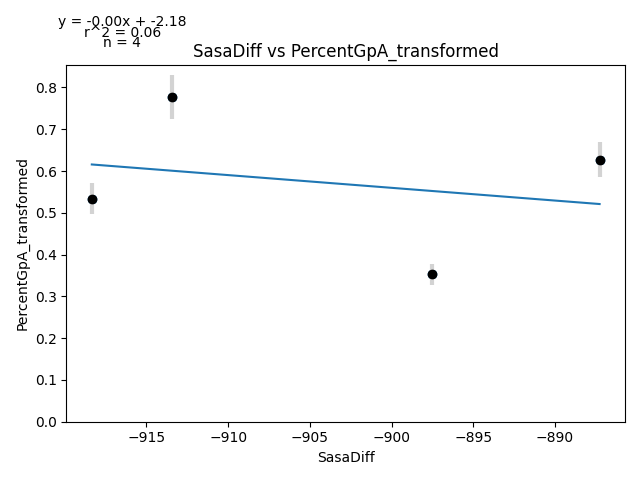 y = -0.00x + -2.18
r^2 = 0.06
n = 4
SasaDiff vs PercentGpA_transformed
PercentGpA_transformed
0.8
0.7
0.6
0.5
0.4
0.3
0.2
0.1
0.0
−915 −910 −905 −900 −895 −890
SasaDiff